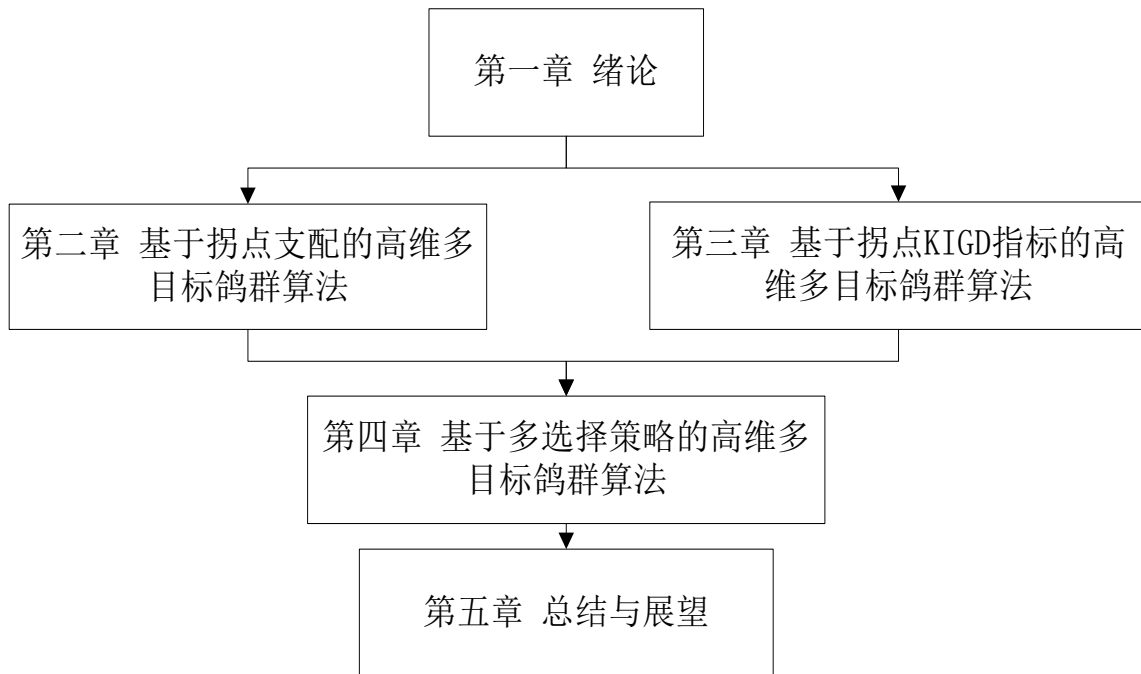 第一章 绪论
第二章 基于拐点支配的高维多
目标鸽群算法
第三章 基于拐点KIGD指标的高
维多目标鸽群算法
第四章 基于多选择策略的高维多
目标鸽群算法
第五章 总结与展望